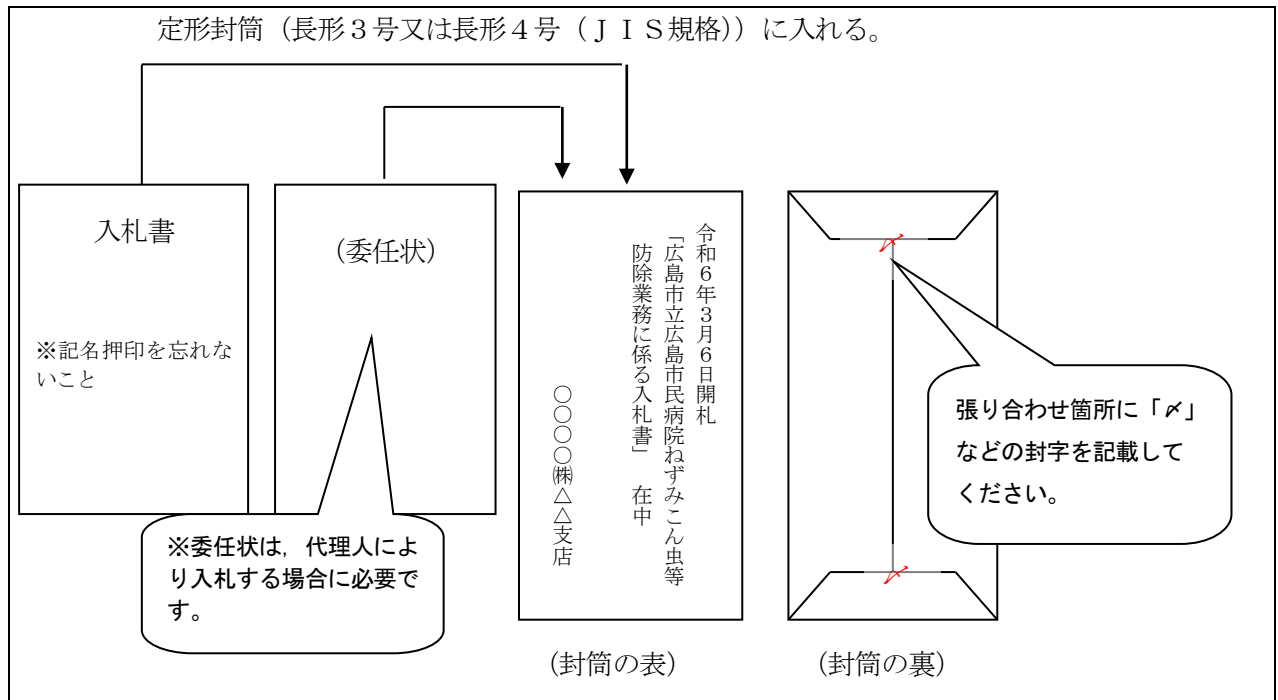 定形封筒（長形３号又は長形４号（ＪＩＳ規格））に入れる。
入札書
※記名押印を忘れな
いこと
（委任状）
※委任状は，代理人によ
り入札する場合に必要で
す。
令和６年３月６日開札
「広島市立広島市民病院ねずみこん虫等
防除業務に係る入札書」　在中
〇〇〇〇㈱△△支店
〆
〆
張り合わせ箇所に「〆」
などの封字を記載して
ください。
（封筒の表）
（封筒の裏）